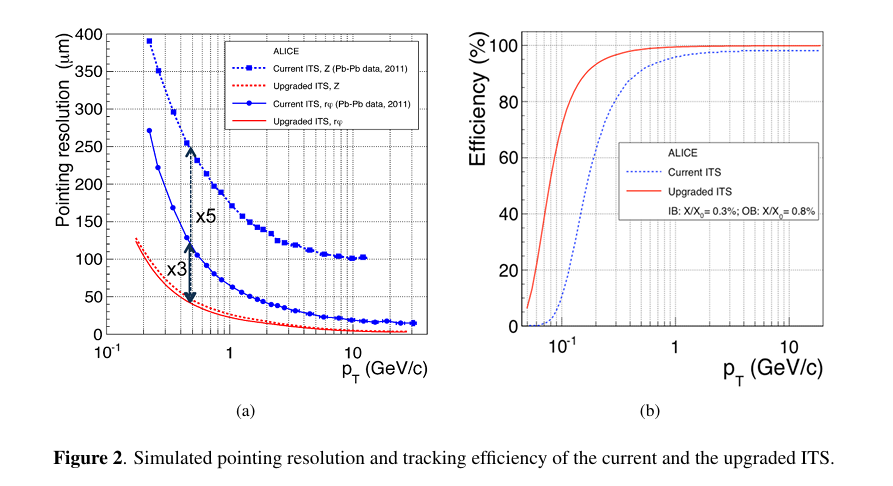 400
350
300
250
200
150
100
50
0
Pointing resolution (μm)
ALICE
Current ITS, Z (Pb-Pb data, 2011)
Upgraded ITS, Z
Current ITS, rφ (Pb-Pb data, 2011)
Upgraded ITS, rφ
x5
x3
10⁻¹
1
10
p_T (GeV/c)
(a)
Efficiency (%)
100
80
60
40
20
0
ALICE
Current ITS
Upgraded ITS
IB: X/X₀= 0.3%; OB: X/X₀= 0.8%
10⁻¹
1
10
p_T (GeV/c)
(b)
Figure 2. Simulated pointing resolution and tracking efficiency of the current and the upgraded ITS.